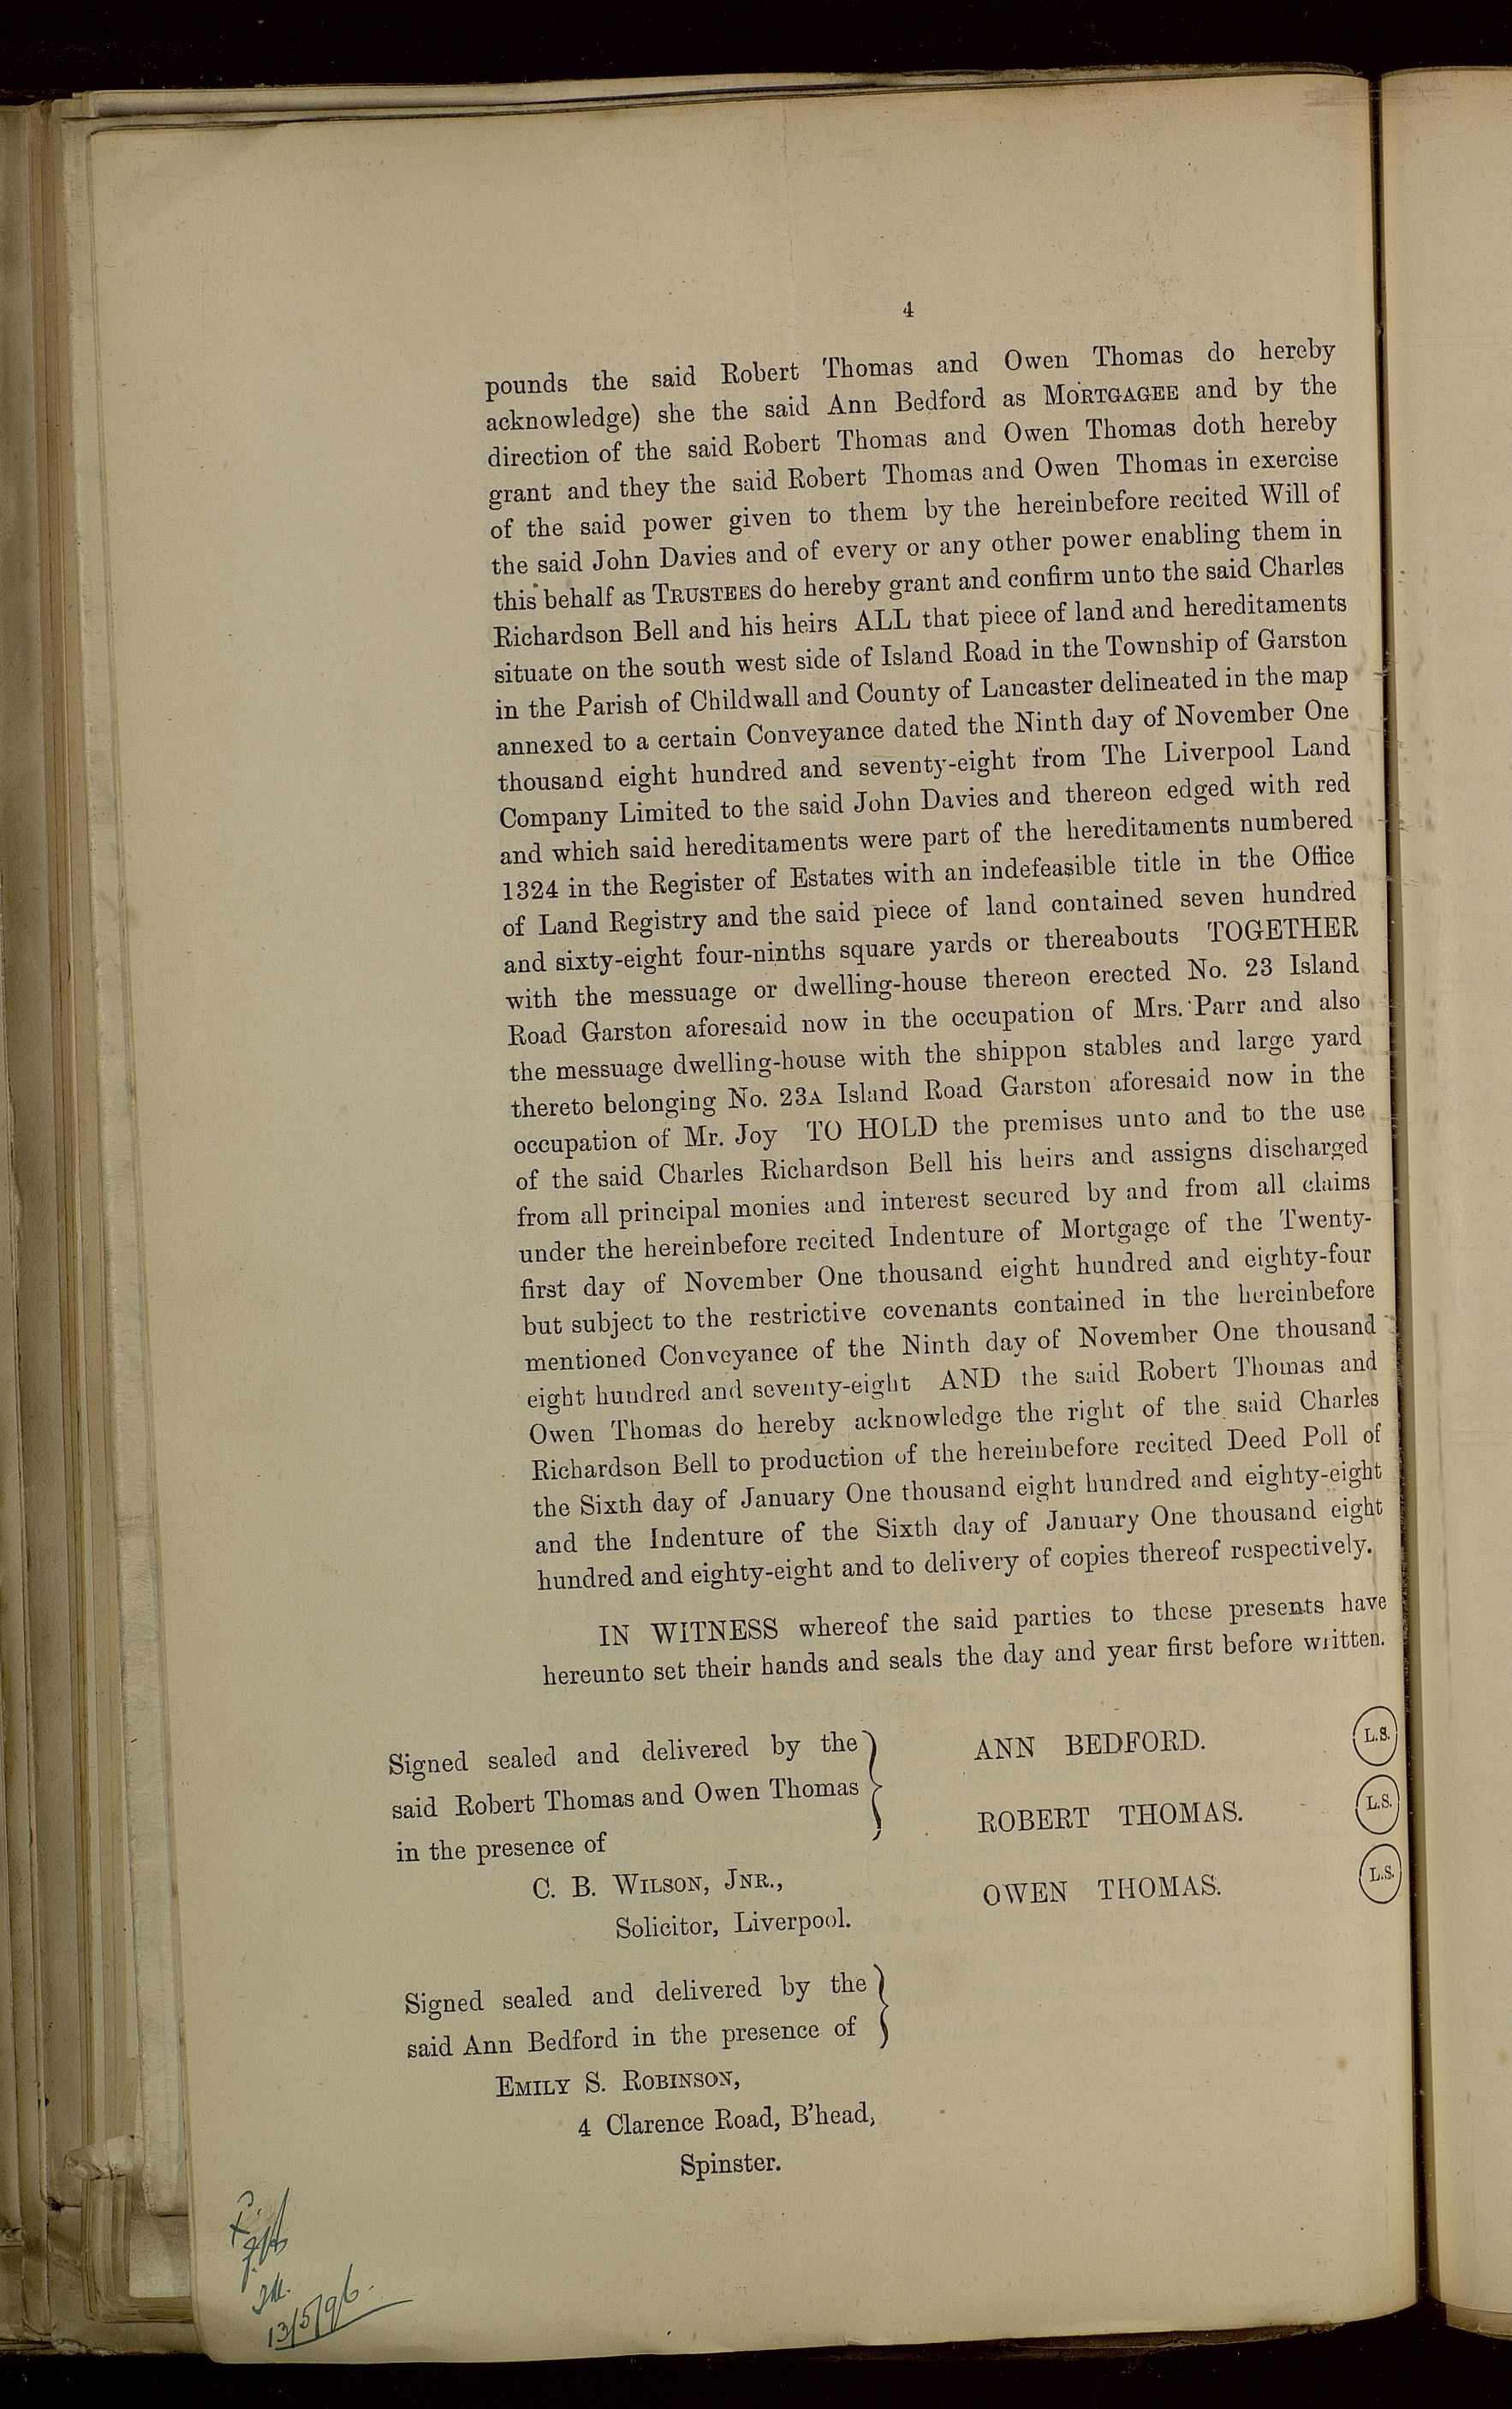 4
pounds the said Robert Thomas and Owen Thomas do hereby
acknowledge) she the said Ann Bedford as MORTGAGEE and by the
direction of the said Robert Thomas and Owen Thomas doth hereby
grant and they the said Robert Thomas and Owen Thomas in exercise
of the said power given to them by the hereinbefore recited Will of
the said John Davies and of every or any other power enabling them in
this behalf as TRUSTEES do hereby grant and confirm unto the said Charles
Richardson Bell and his heirs ALL that piece of land and hereditaments
situate on the south west side of Island Road in the Township of Garston
in the Parish of Childwall and County of Lancaster delineated in the map
annexed to a certain Conveyance dated the Ninth day of November One
thousand eight hundred and seventy-eight from The Liverpool Land
Company Limited to the said John Davies and thereon edged with red
and which said hereditaments were part of the hereditaments numbered
1324 in the Register of Estates with an indefeasible title in the Office
of Land Registry and the said piece of land contained seven hundred
and sixty-eight four-ninths square yards or thereabouts TOGETHER
with the messuage or dwelling-house thereon erected No. 23 Island
Road Garston aforesaid now in the occupation of Mrs. Parr and also
the messuage dwelling-house with the shippon stables and large yard
thereto belonging No. 23A Island Road Garston aforesaid now in the
occupation of Mr. Joy TO HOLD the premises unto and to the use
of the said Charles Richardson Bell his heirs and assigns discharged
from all principal monies and interest secured by and from all claims
under the hereinbefore recited Indenture of Mortgage of the Twenty-
first day of November One thousand eight hundred and eighty-four
but subject to the restrictive covenants contained in the hereinbefore
mentioned Conveyance of the Ninth day of November One thousand
eight hundred and seventy-eight AND the said Robert Thomas and
Owen Thomas do hereby acknowledge the right of the said Charles
Richardson Bell to production of the hereinbefore recited Deed Poll of
the Sixth day of January One thousand eight hundred and eighty-eight
and the Indenture of the Sixth day of January One thousand eight
hundred and eighty-eight and to delivery of copies thereof respectively.
IN WITNESS whereof the said parties to these presents have
hereunto set their hands and seals the day and year first before written.
Signed sealed and delivered by the
said Robert Thomas and Owen Thomas
in the presence of
C. B. WILSON, JNR.,
Solicitor, Liverpool.
ANN BEDFORD. L.S.
ROBERT THOMAS. L.S.
OWEN THOMAS. L.S.
Signed sealed and delivered by the
said Ann Bedford in the presence of
EMILY S. ROBINSON,
4 Clarence Road, B'head,
Spinster.
13/5/96.